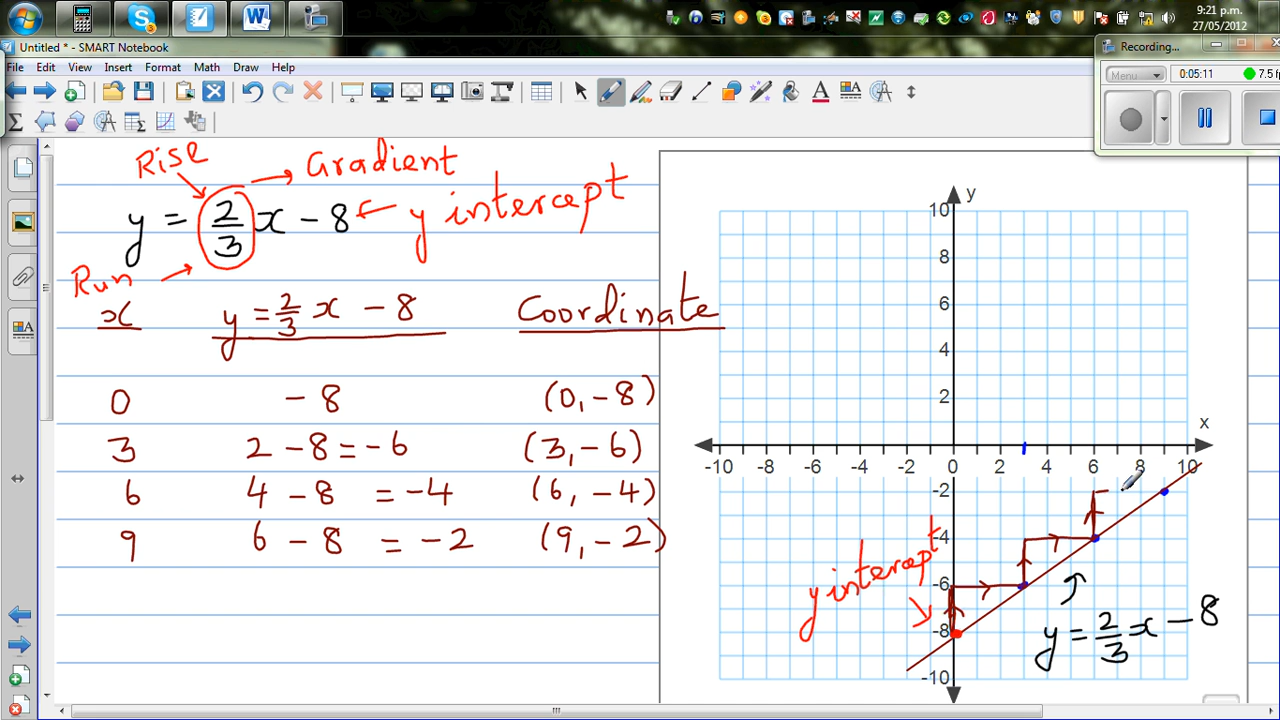 9:21 p.m.
27/05/2012
Untitled * - SMART Notebook
Recording...
File Edit View Insert Format Math Draw Help
Menu
0:05:11
7.5 f
Rise
Gradient
y = 2/3 x - 8
y intercept
Run
x y = 2/3 x - 8 Coordinate
0 - 8 (0, -8)
3 2 - 8 = -6 (3, -6)
6 4 - 8 = -4 (6, -4)
9 6 - 8 = -2 (9, -2)
y
10
8
6
4
2
x
-10 -8 -6 -4 -2 0 2 4 6 8 10
-2
-4
-6
-8
-10
y intercept
y = 2/3 x - 8